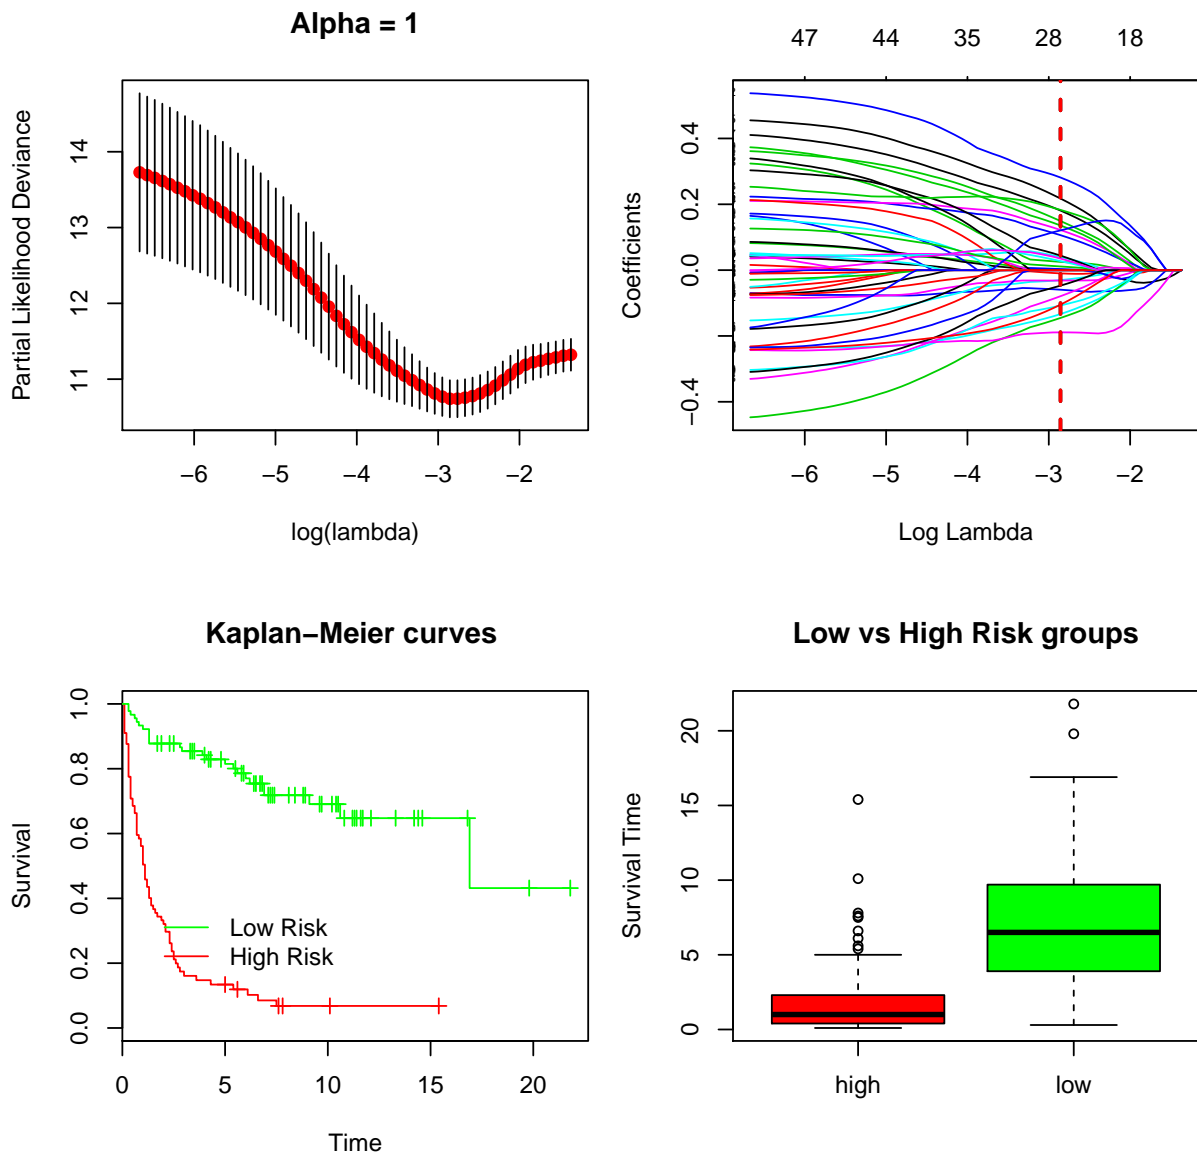 Alpha = 1
Partial Likelihood Deviance
14
13
12
11
−6 −5 −4 −3 −2
log(lambda)
47 44 35 28 18
Coefficients
0.4
0.2
0.0
−0.4
−6 −5 −4 −3 −2
Log Lambda
Kaplan−Meier curves
Survival
1.0
0.8
0.6
0.4
0.2
0.0
Low Risk
High Risk
0 5 10 15 20
Time
Low vs High Risk groups
Survival Time
20
15
10
5
0
high low